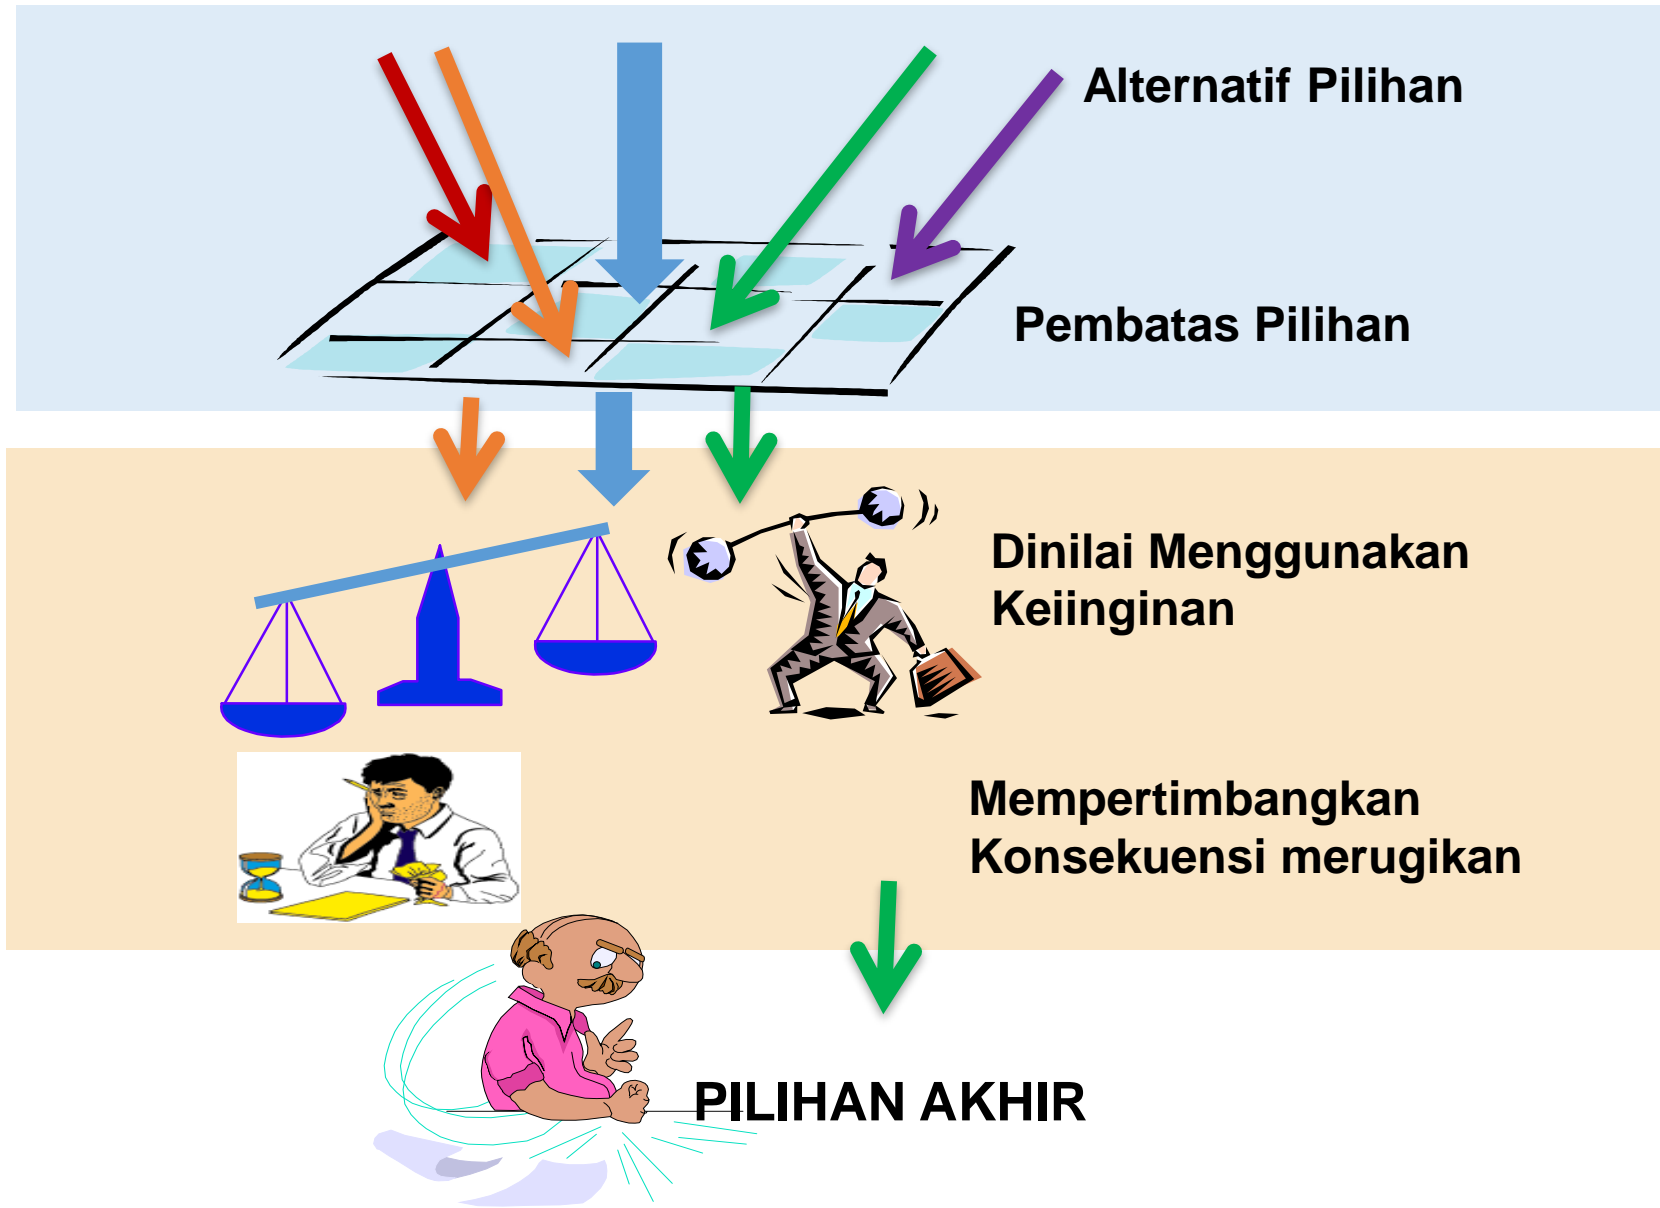 Alternatif Pilihan
Pembatas Pilihan
Dinilai Menggunakan
Keiinginan
Mempertimbangkan
Konsekuensi merugikan
PILIHAN AKHIR